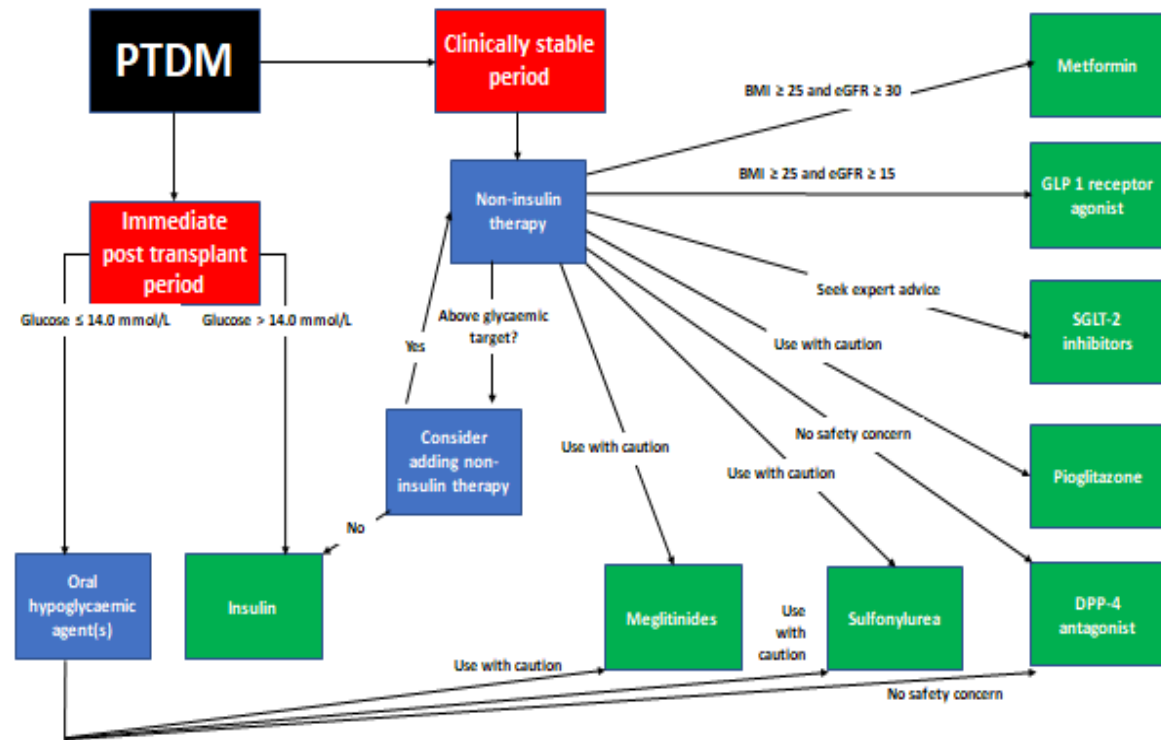 PTDM
Clinically stable
period
Metformin
BMI ≥ 25 and eGFR ≥ 30
BMI ≥ 25 and eGFR ≥ 15
GLP 1 receptor
agonist
Non-insulin
therapy
Immediate
post transplant
period
Seek expert advice
SGLT-2
inhibitors
Glucose ≤ 14.0 mmol/L
Glucose > 14.0 mmol/L
Above glycaemic
target?
Yes
Use with caution
Consider
adding non-
insulin therapy
No safety concern
Use with caution
Use with caution
Pioglitazone
No
Oral
hypoglycaemic
agent(s)
Insulin
Meglitinides
Use
with
caution
Sulfonylurea
DPP-4
antagonist
Use with caution
No safety concern